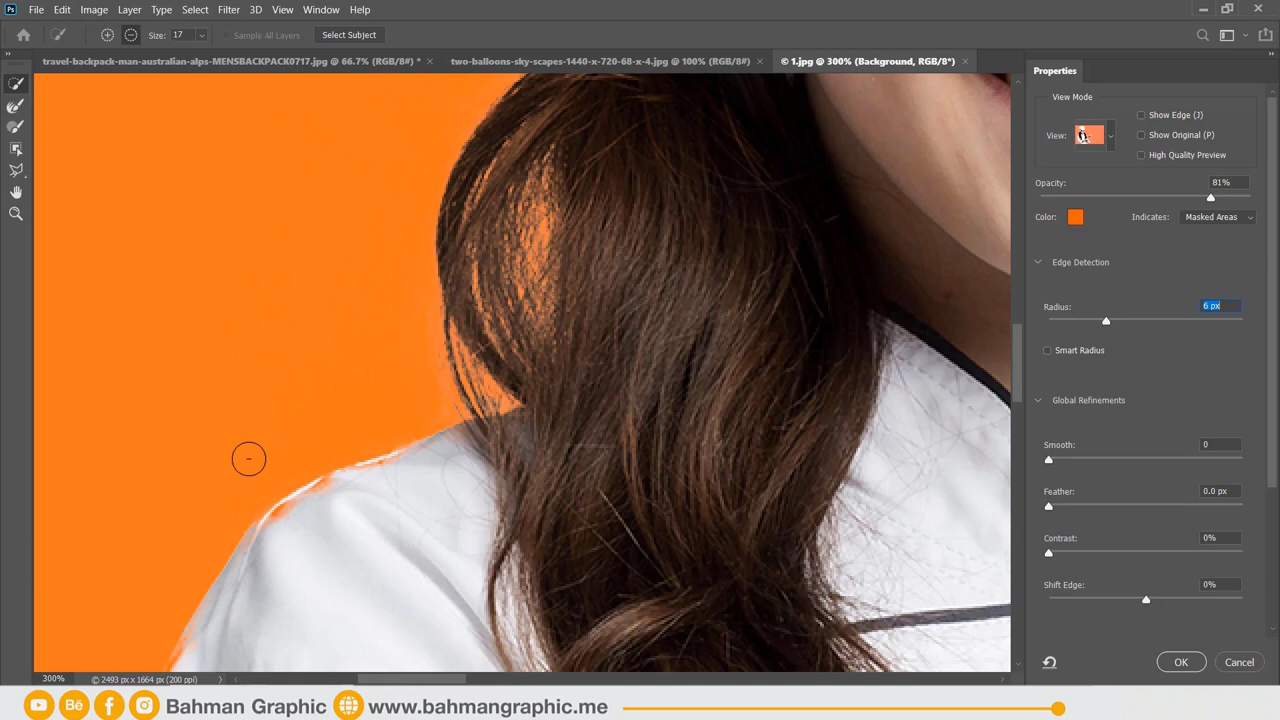 Ps File Edit Image Layer Type Select Filter 3D View Window Help
Size: 17 Sample All Layers Select Subject
travel-backpack-man-australian-alps-MENSBACKPACK0717.jpg @ 66.7% (RGB/8#) * × two-balloons-sky-scapes-1440-x-720-68-x-4.jpg @ 100% (RGB/8#) × © 1.jpg @ 300% (Background, RGB/8*) ×
Properties
View Mode
View:
Show Edge (J)
Show Original (P)
High Quality Preview
Opacity: 81%
Color: Indicates: Masked Areas
Edge Detection
Radius: 6 px
Smart Radius
Global Refinements
Smooth: 0
Feather: 0.0 px
Contrast: 0%
Shift Edge: 0%
OK Cancel
300% © 2493 px x 1664 px (200 ppi)
Bē Bahman Graphic www.bahmangraphic.me